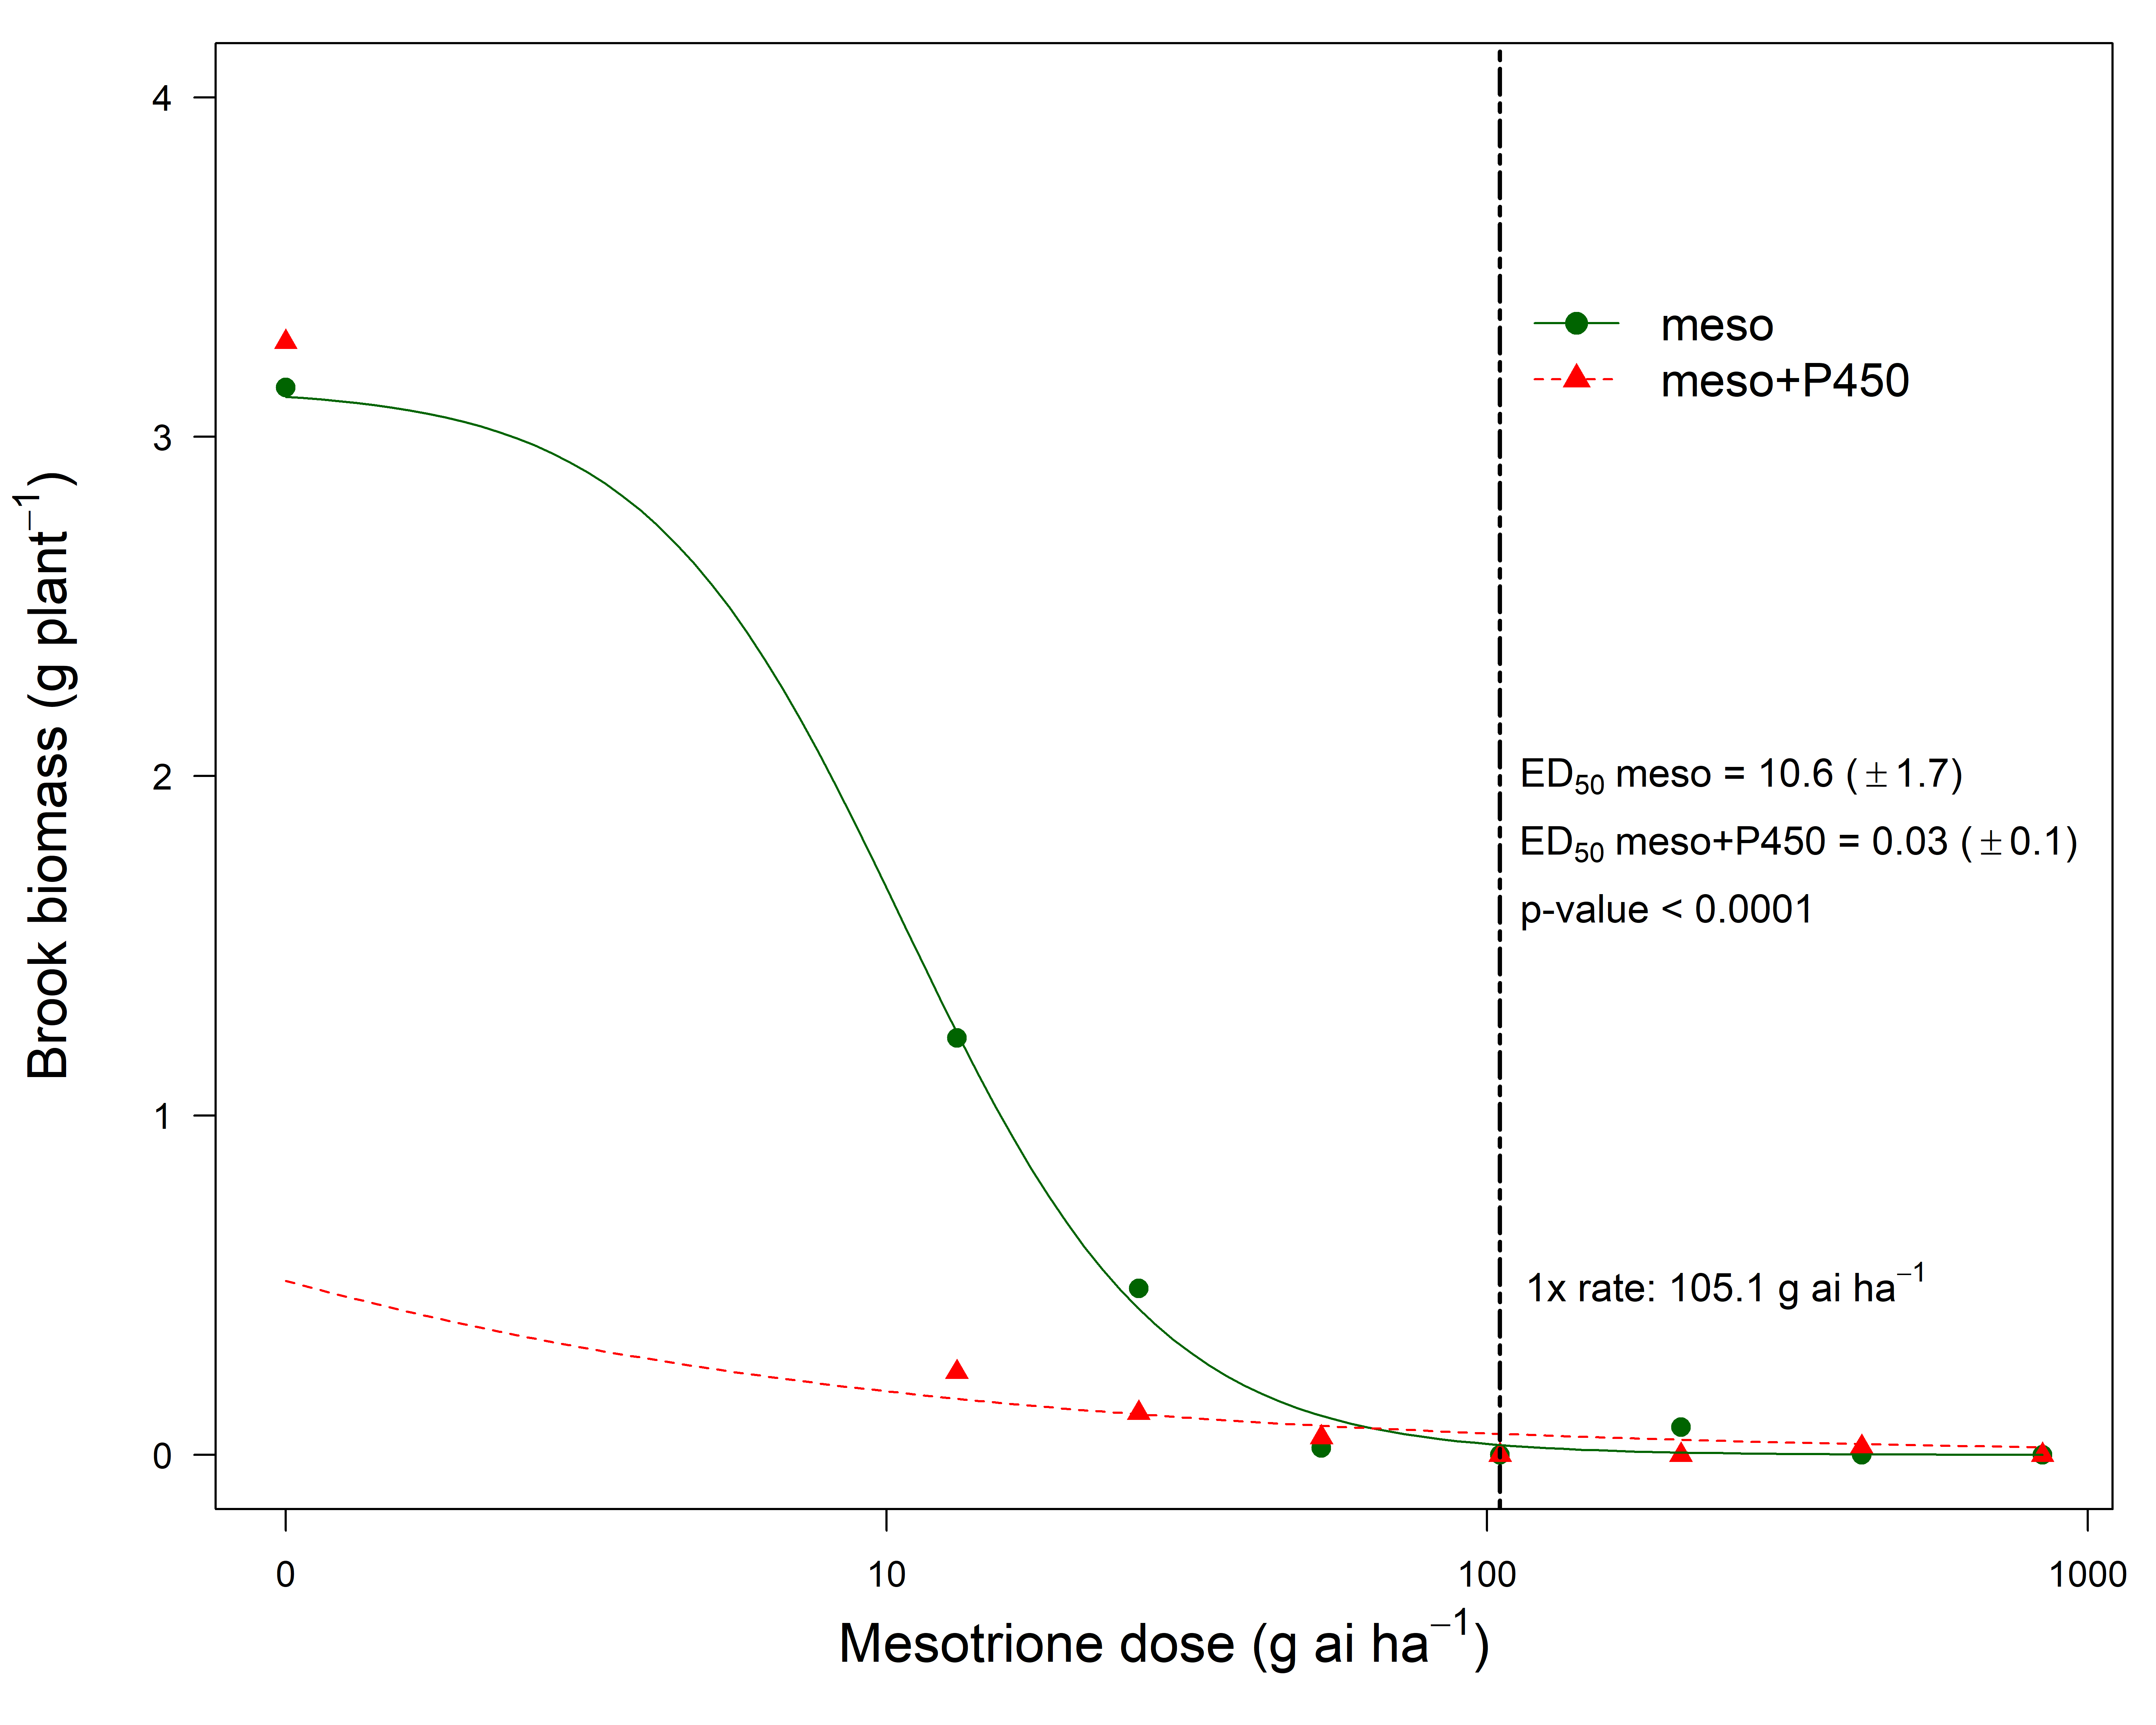 4
3
2
1
0
Brook biomass (g plant⁻¹)
meso
meso+P450
ED₅₀ meso = 10.6 (±1.7)
ED₅₀ meso+P450 = 0.03 (±0.1)
p-value < 0.0001
1x rate: 105.1 g ai ha⁻¹
0 10 100 1000
Mesotrione dose (g ai ha⁻¹)